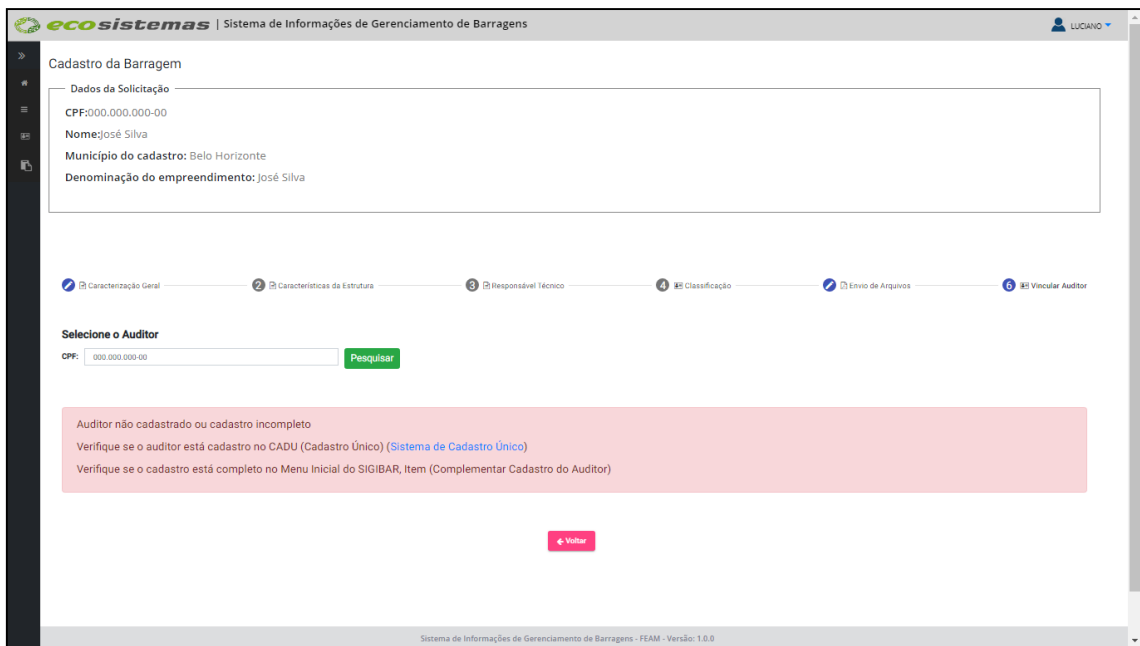 ecosistemas | Sistema de Informações de Gerenciamento de Barragens
LUCIANO
Cadastro da Barragem
Dados da Solicitação
CPF:000.000.000-00
Nome:José Silva
Município do cadastro: Belo Horizonte
Denominação do empreendimento: José Silva
Caracterização Geral
2 Características da Estrutura
3 Responsável Técnico
4 Classificação
Envio de Arquivos
6 Vincular Auditor
Selecione o Auditor
CPF: 000.000.000-00 Pesquisar
Auditor não cadastrado ou cadastro incompleto
Verifique se o auditor está cadastro no CADU (Cadastro Único) (Sistema de Cadastro Único)
Verifique se o cadastro está completo no Menu Inicial do SIGIBAR, Item (Complementar Cadastro do Auditor)
Voltar
Sistema de Informações de Gerenciamento de Barragens - FEAM - Versão: 1.0.0